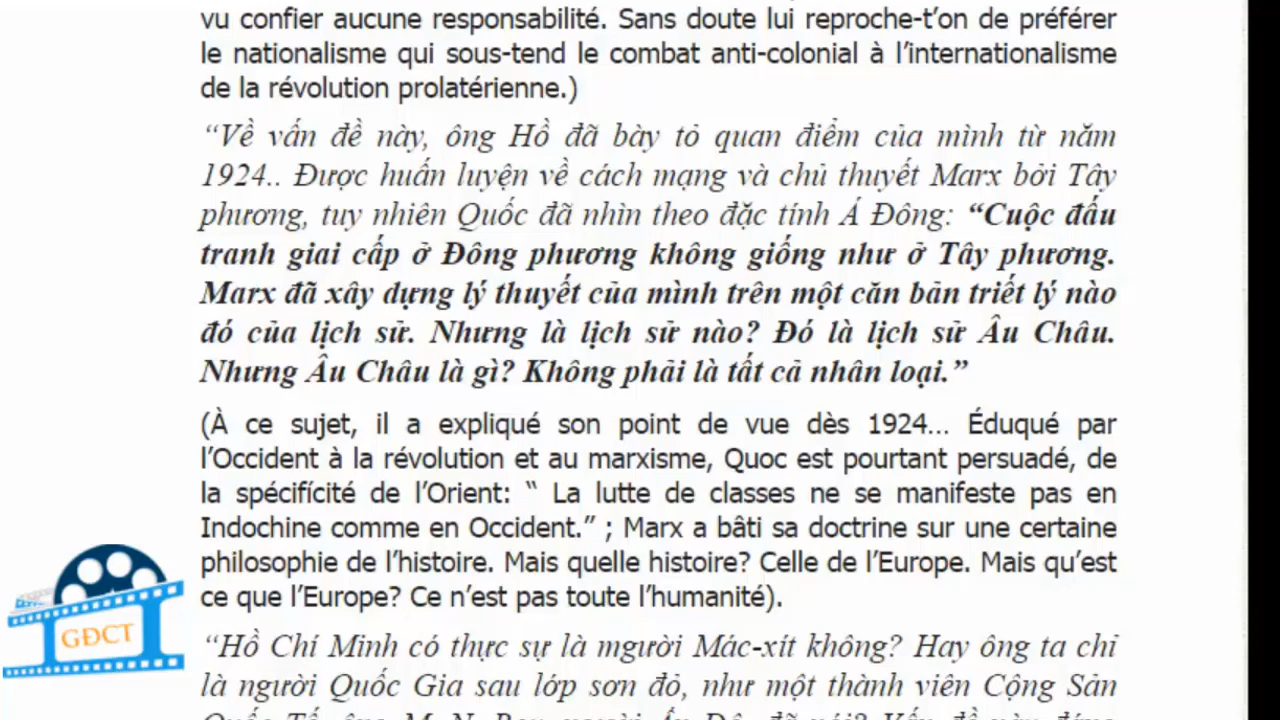 vu confier aucune responsabilité. Sans doute lui reproche-t’on de préférer
le nationalisme qui sous-tend le combat anti-colonial à l’internationalisme
de la révolution prolatérienne.)
“Về vấn đề này, ông Hồ đã bày tỏ quan điểm của mình từ năm
1924.. Được huấn luyện về cách mạng và chủ thuyết Marx bởi Tây
phương, tuy nhiên Quốc đã nhìn theo đặc tính Á Đông: “Cuộc đấu
tranh giai cấp ở Đông phương không giống như ở Tây phương.
Marx đã xây dựng lý thuyết của mình trên một căn bản triết lý nào
đó của lịch sử. Nhưng là lịch sử nào? Đó là lịch sử Âu Châu.
Nhưng Âu Châu là gì? Không phải là tất cả nhân loại.”
(À ce sujet, il a expliqué son point de vue dès 1924… Éduqué par
l’Occident à la révolution et au marxisme, Quoc est pourtant persuadé, de
la spécifícité de l’Orient: “ La lutte de classes ne se manifeste pas en
Indochine comme en Occident.” ; Marx a bâti sa doctrine sur une certaine
philosophie de l’histoire. Mais quelle histoire? Celle de l’Europe. Mais qu’est
ce que l’Europe? Ce n’est pas toute l’humanité).
GĐCT
“Hồ Chí Minh có thực sự là người Mác-xít không? Hay ông ta chỉ
là người Quốc Gia sau lớp sơn đỏ, như một thành viên Cộng Sản